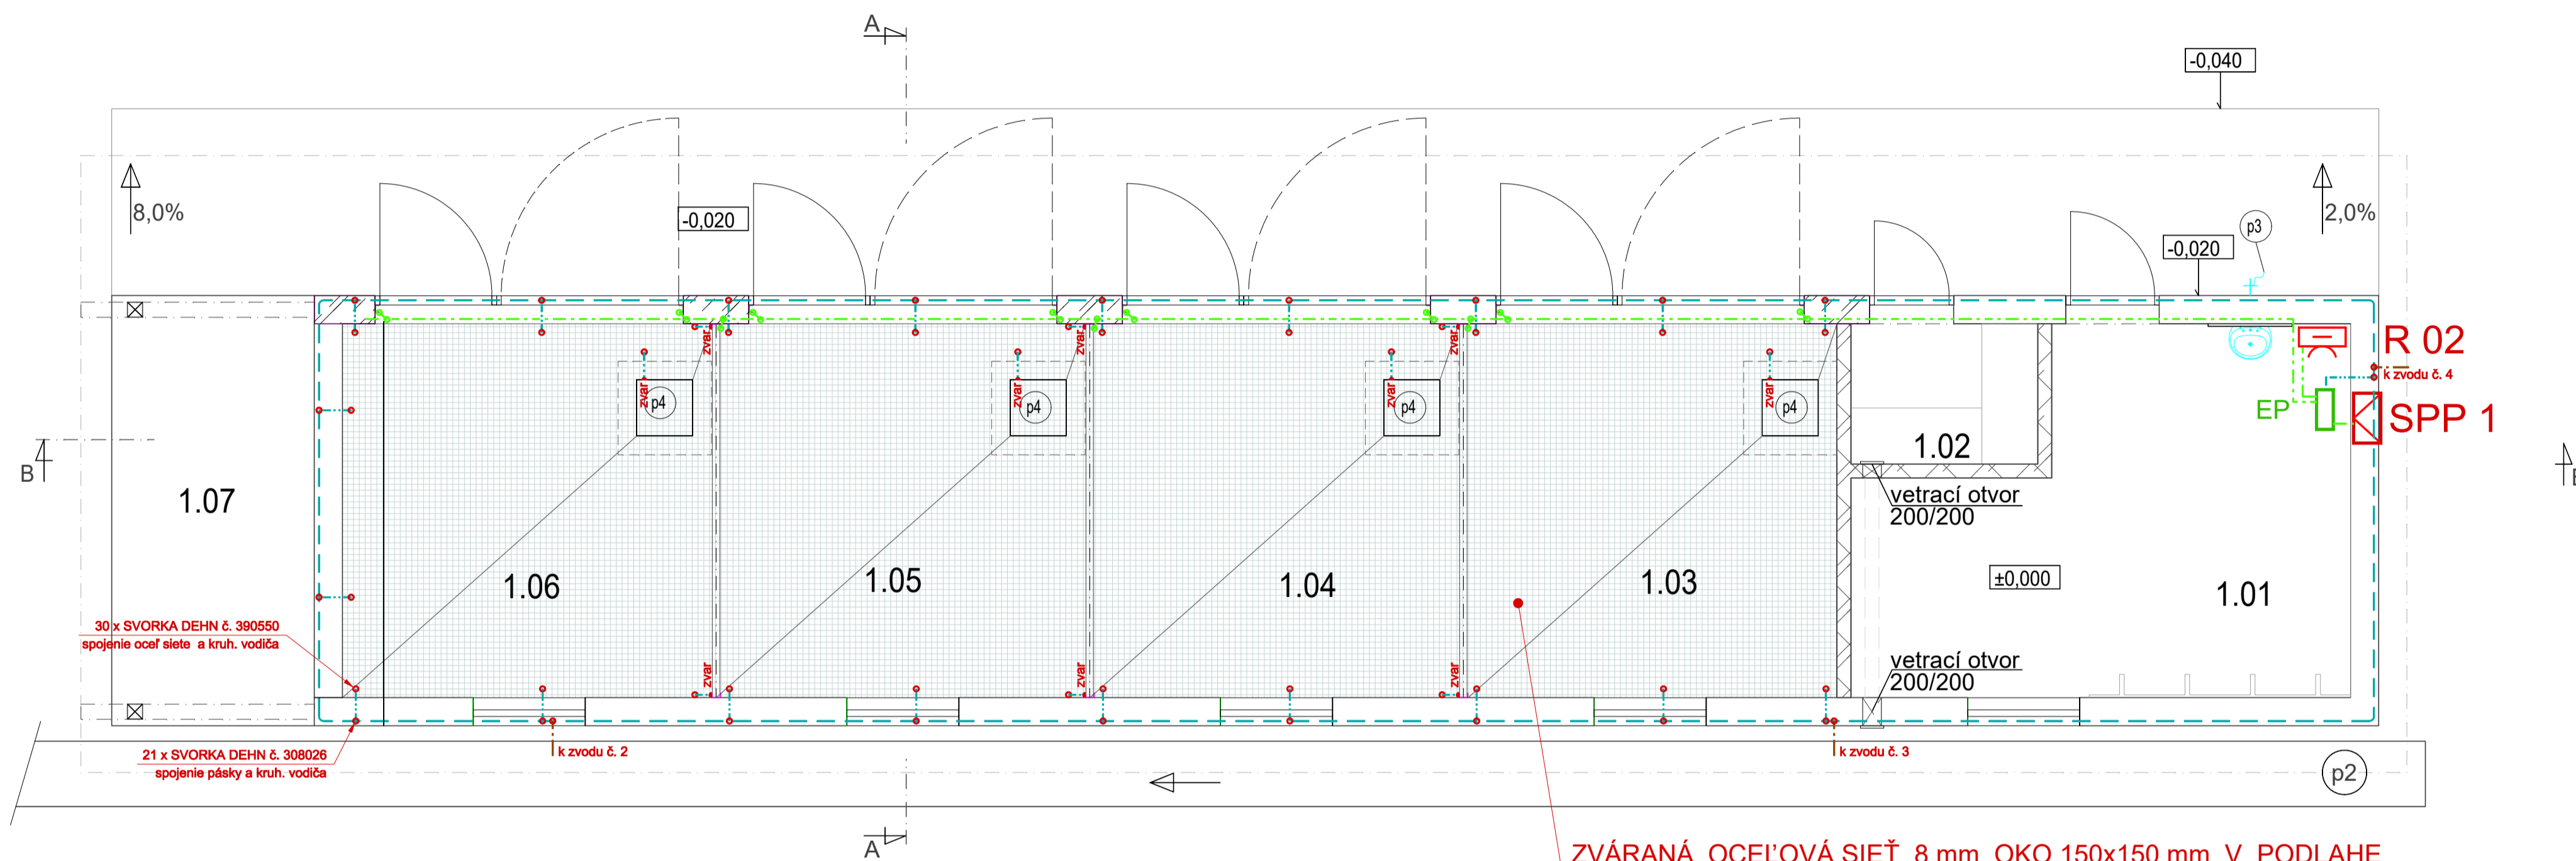 A
-0,040
8,0%
-0,020
2,0%
p3
-0,020
R 02
k zvodu č. 4
EP
SPP 1
zvar
zvar
zvar
zvar
zvar
zvar
zvar
p4
p4
p4
p4
B
1.07
1.02
vetrací otvor
200/200
1.06
1.05
1.04
1.03
±0,000
1.01
30 x SVORKA DEHN č. 390550
spojenie oceľ siete a kruh. vodiča
zvar
zvar
zvar
vetrací otvor
200/200
21 x SVORKA DEHN č. 308026
spojenie pásky a kruh. vodiča
k zvodu č. 2
k zvodu č. 3
p2
A
ZVÁRANÁ OCEĽOVÁ SIEŤ 8 mm OKO 150x150 mm V PODLAHE